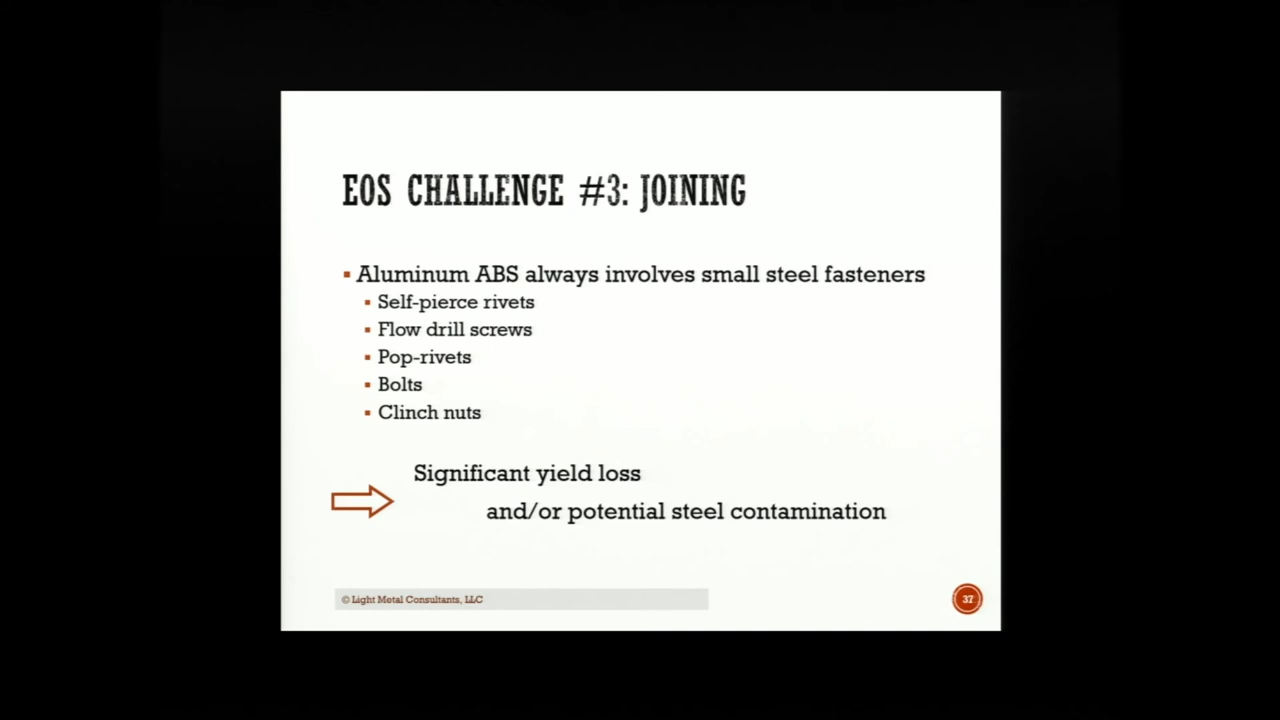 EOS CHALLENGE #3: JOINING
▪ Aluminum ABS always involves small steel fasteners
▪ Self-pierce rivets
▪ Flow drill screws
▪ Pop-rivets
▪ Bolts
▪ Clinch nuts
Significant yield loss
and/or potential steel contamination
© Light Metal Consultants, LLC
37